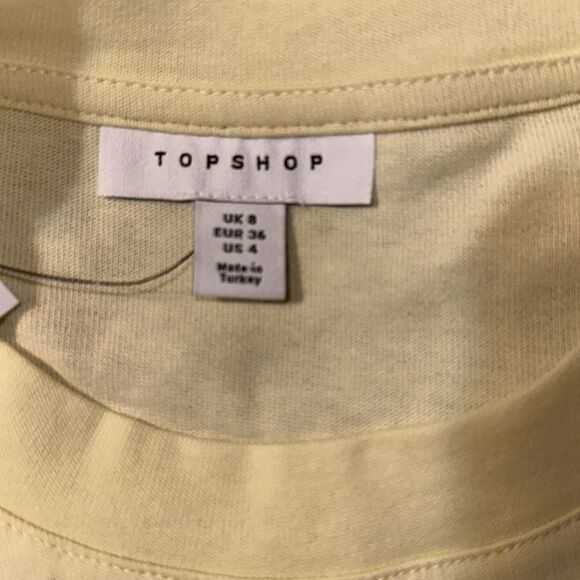 TOPSHOP
UK 8
EUR 36
US 4
Made in
Turkey